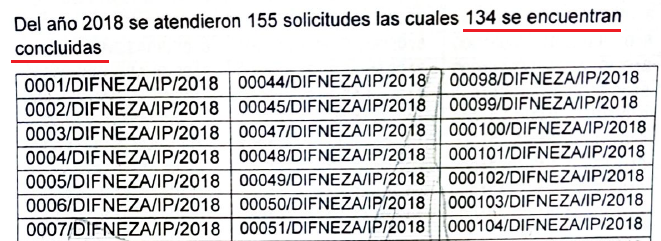 Del año 2018 se atendieron 155 solicitudes las cuales 134 se encuentran
concluidas
0001/DIFNEZA/IP/2018 00044/DIFNEZA/IP/2018 00098/DIFNEZA/IP/2018
0002/DIFNEZA/IP/2018 00045/DIFNEZA/IP/2018 00099/DIFNEZA/IP/2018
0003/DIFNEZA/IP/2018 00047/DIFNEZA/IP/2018 000100/DIFNEZA/IP/2018
0004/DIFNEZA/IP/2018 00048/DIFNEZA/IP/2018 000101/DIFNEZA/IP/2018
0005/DIFNEZA/IP/2018 00049/DIFNEZA/IP/2018 000102/DIFNEZA/IP/2018
0006/DIFNEZA/IP/2018 00050/DIFNEZA/IP/2018 000103/DIFNEZA/IP/2018
0007/DIFNEZA/IP/2018 00051/DIFNEZA/IP/2018 000104/DIFNEZA/IP/2018